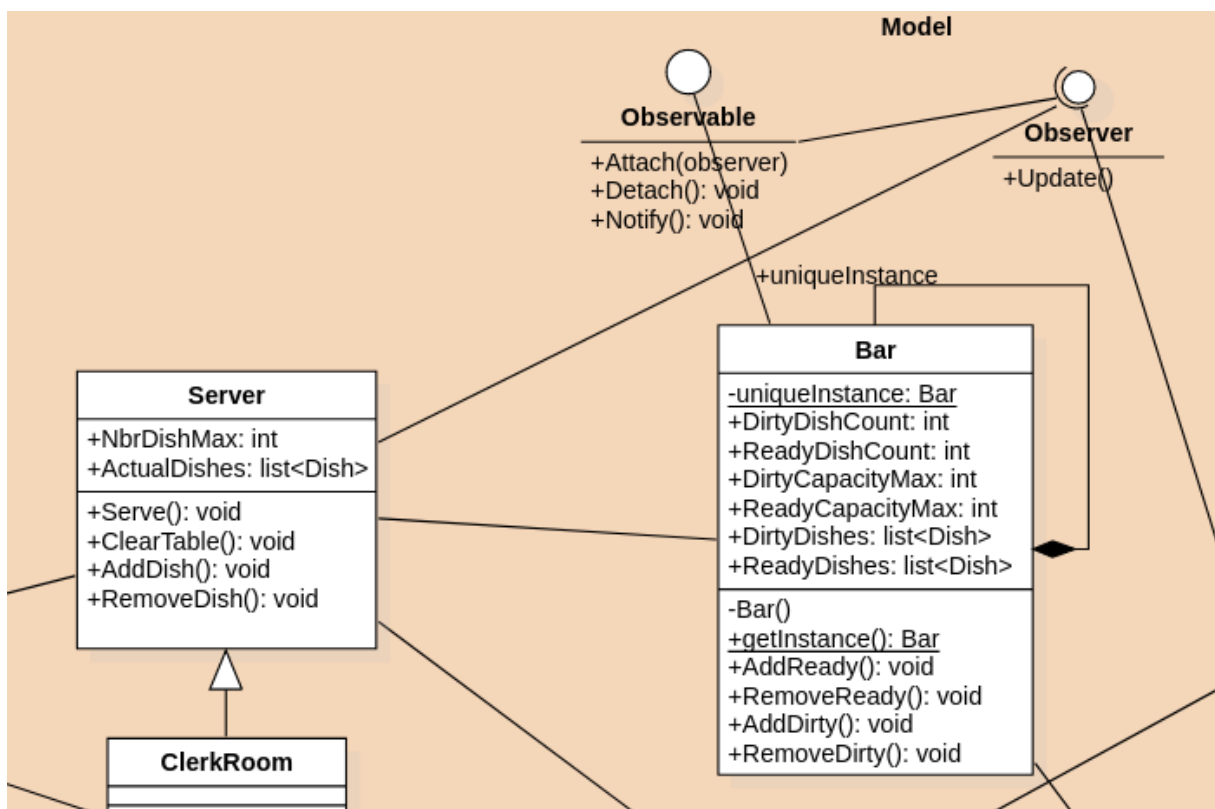 Model
Observable
+Attach(observer)
+Detach(): void
+Notify(): void
Observer
+Update()
+uniqueInstance
Bar
-uniqueInstance: Bar
+DirtyDishCount: int
+ReadyDishCount: int
+DirtyCapacityMax: int
+ReadyCapacityMax: int
+DirtyDishes: list<Dish>
+ReadyDishes: list<Dish>
-Bar()
+getInstance(): Bar
+AddReady(): void
+RemoveReady(): void
+AddDirty(): void
+RemoveDirty(): void
Server
+NbrDishMax: int
+ActualDishes: list<Dish>
+Serve(): void
+ClearTable(): void
+AddDish(): void
+RemoveDish(): void
ClerkRoom